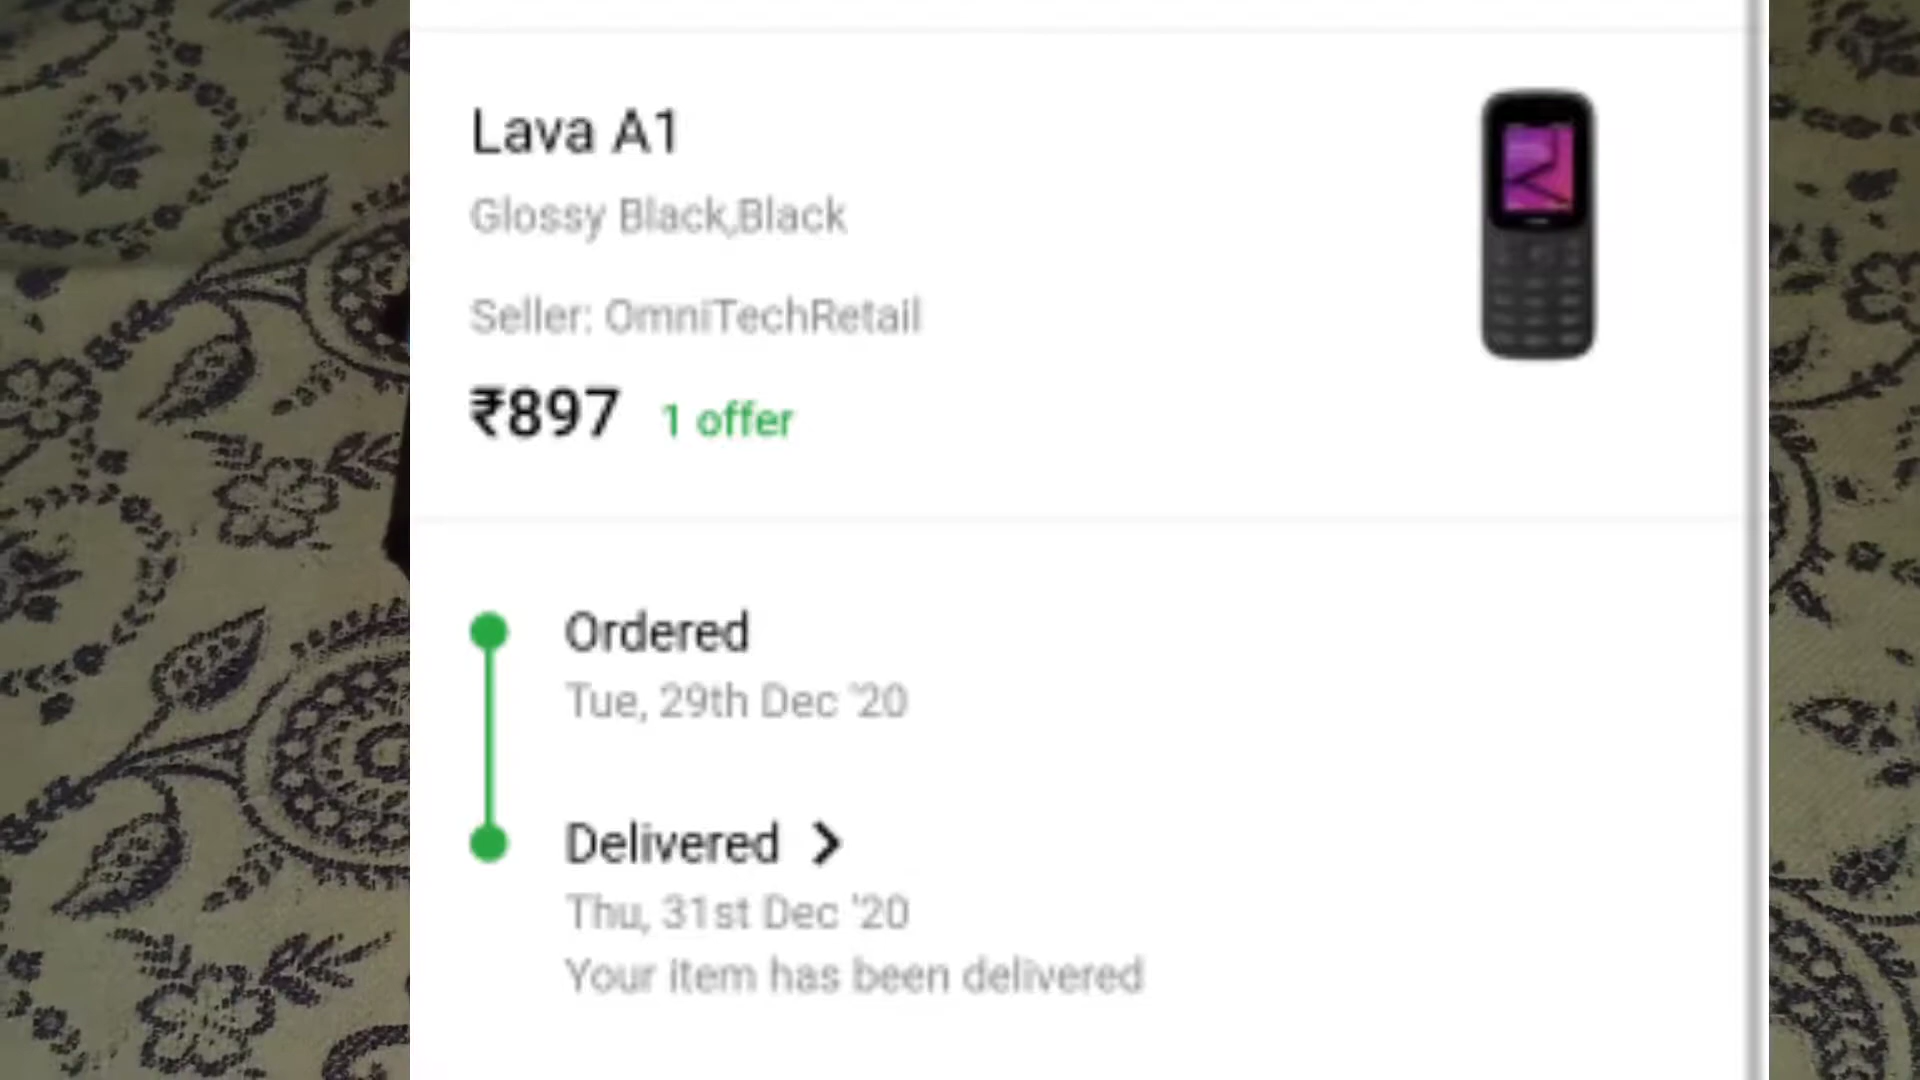 Lava A1
Glossy Black,Black
Seller: OmniTechRetail
₹897 1 offer
Ordered
Tue, 29th Dec '20
Delivered
Thu, 31st Dec '20
Your item has been delivered